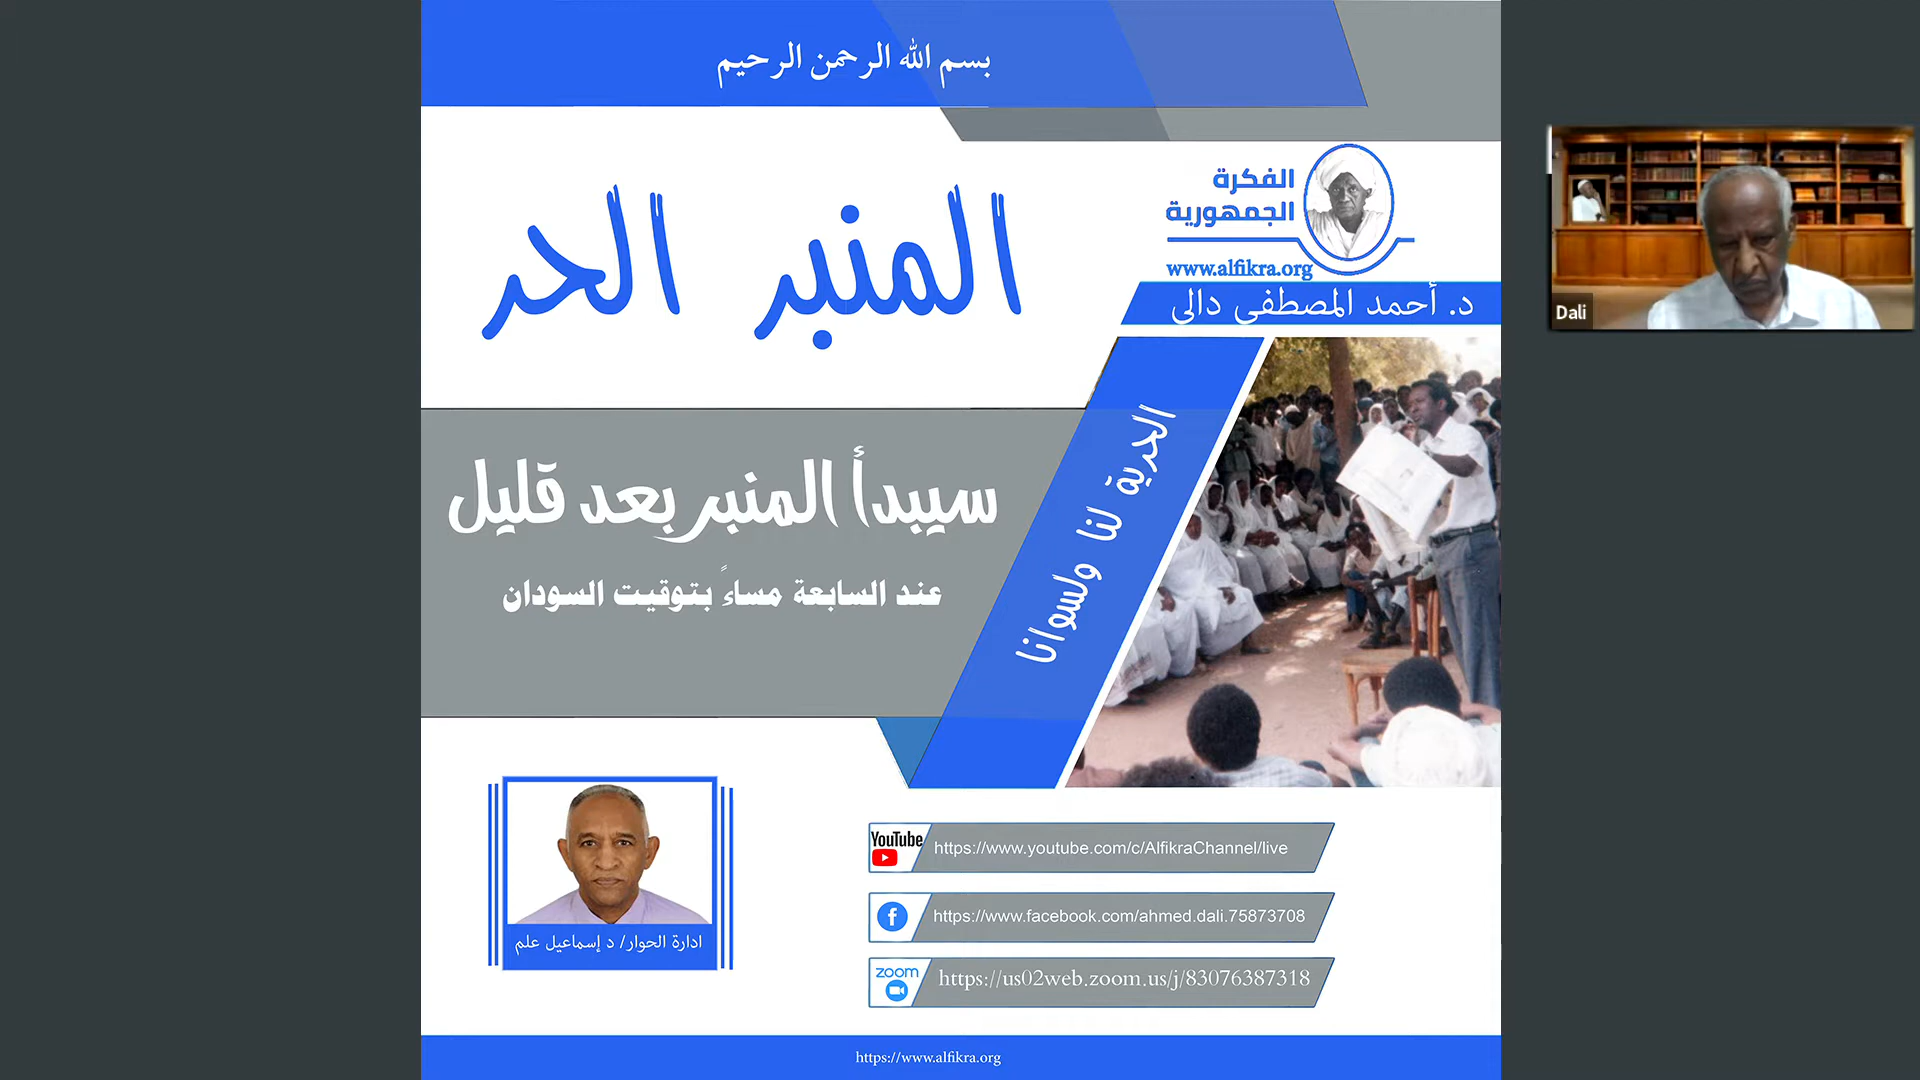 بسم الله الرحمن الرحيم
الفكرة
الجمهورية
www.alfikra.org
المنبر الحر
د. أحمد المصطفى دالى
الحرية لنا ولسوانا
سيبدأ المنبر بعد قليل
عند السابعة مساءً بتوقيت السودان
Dali
ادارة الحوار/ د إسماعيل علم
YouTube
https://www.youtube.com/c/AlfikraChannel/live
https://www.facebook.com/ahmed.dali.75873708
zoom
https://us02web.zoom.us/j/83076387318
https://www.alfikra.org